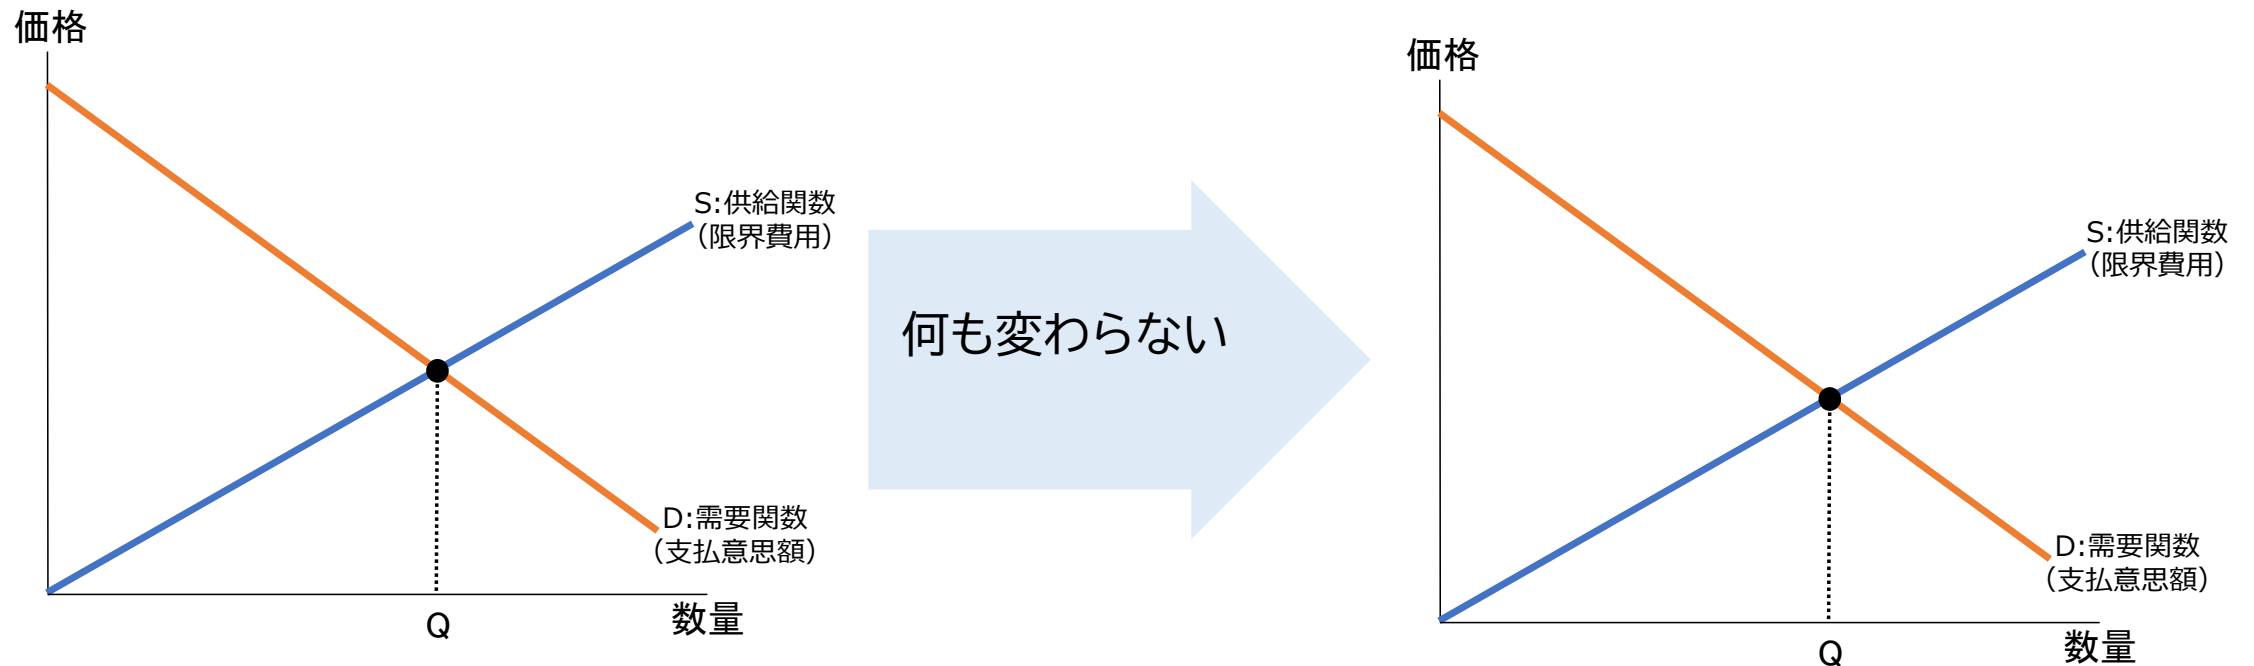 価格
S:供給関数
（限界費用）
D:需要関数
（支払意思額）
Q
数量
何も変わらない
価格
S:供給関数
（限界費用）
D:需要関数
（支払意思額）
Q
数量